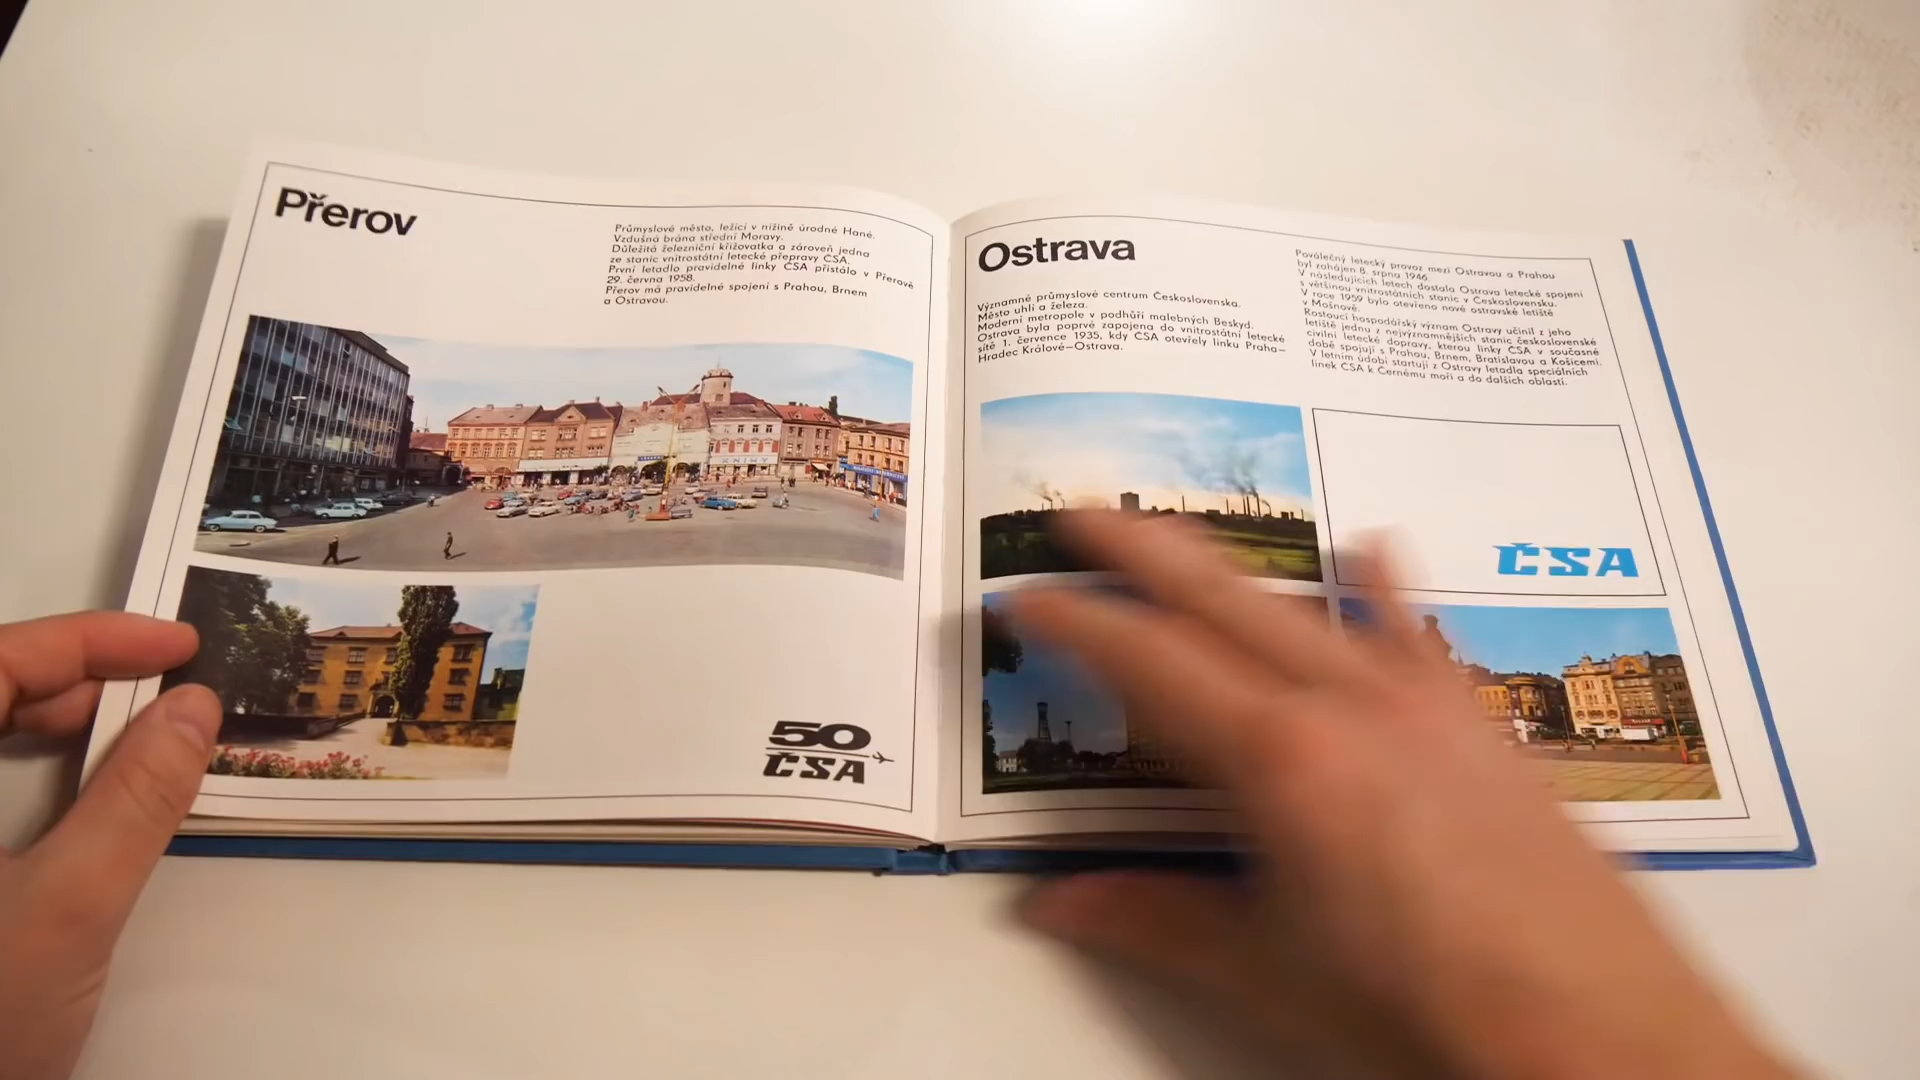 Přerov
Průmyslové město, ležící v nížině úrodné Hané.
Vzdušná brána střední Moravy.
Důležitá železniční křižovatka a zároveň jedna
ze stanic vnitrostátní letecké přepravy ČSA.
První letadlo pravidelné linky ČSA přistálo v Přerově
29. června 1958.
Přerov má pravidelné spojení s Prahou, Brnem
a Ostravou.
KNIHY
50
ČSA
Ostrava
Významné průmyslové centrum Československa.
Město uhlí a železa.
Moderní metropole v podhůří malebných Beskyd.
Ostrava byla poprvé zapojena do vnitrostátní letecké
sítě 1. července 1935, kdy ČSA otevřely linku Praha—
Hradec Králové—Ostrava.
Poválečný letecký provoz mezi Ostravou a Prahou
byl zahájen 8. srpna 1946.
V následujících letech dostala Ostrava letecké spojení
s většinou vnitrostátních stanic v Československu.
V roce 1959 bylo otevřeno nové ostravské letiště
v Mošnově.
Rostoucí hospodářský význam Ostravy učinil z jeho
letiště jednu z nejvýznamnějších stanic československé
civilní letecké dopravy, kterou linky ČSA v současné
době spojují s Prahou, Brnem, Bratislavou a Košicemi.
V letním údobí startují z Ostravy letadla speciálních
linek ČSA k Černému moři a do dalších oblastí.
ČSA